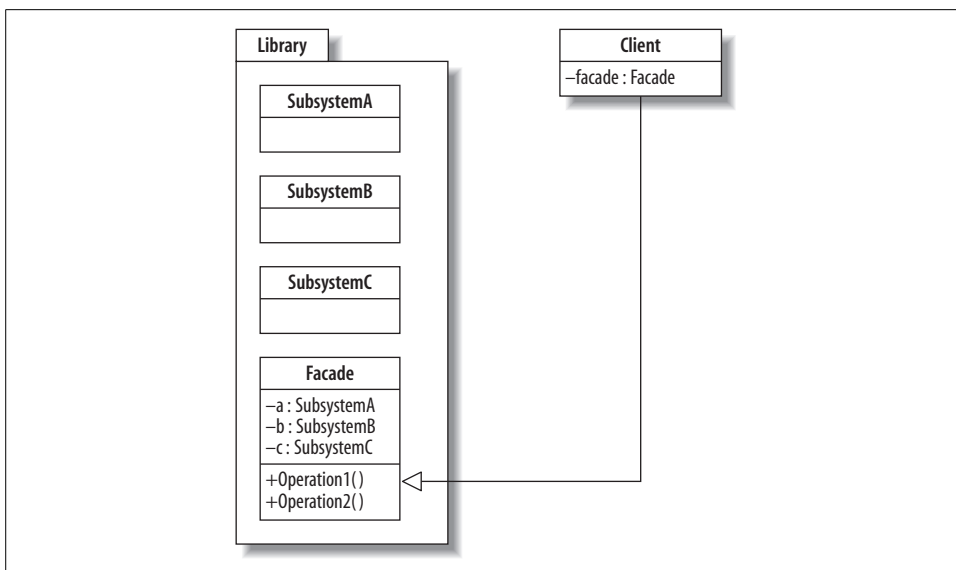 Library
SubsystemA
SubsystemB
SubsystemC
Facade
–a : SubsystemA
–b : SubsystemB
–c : SubsystemC
+Operation1( )
+Operation2( )
Client
–facade : Facade